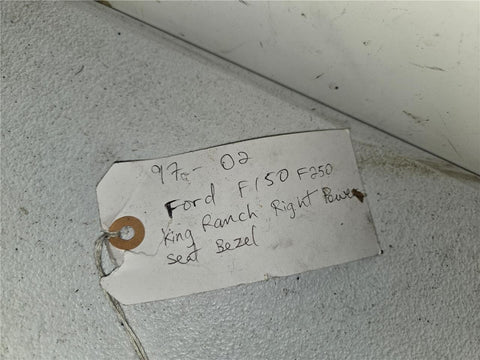 97-02
Ford F150 F250
King Ranch Right Power
Seat Bezel